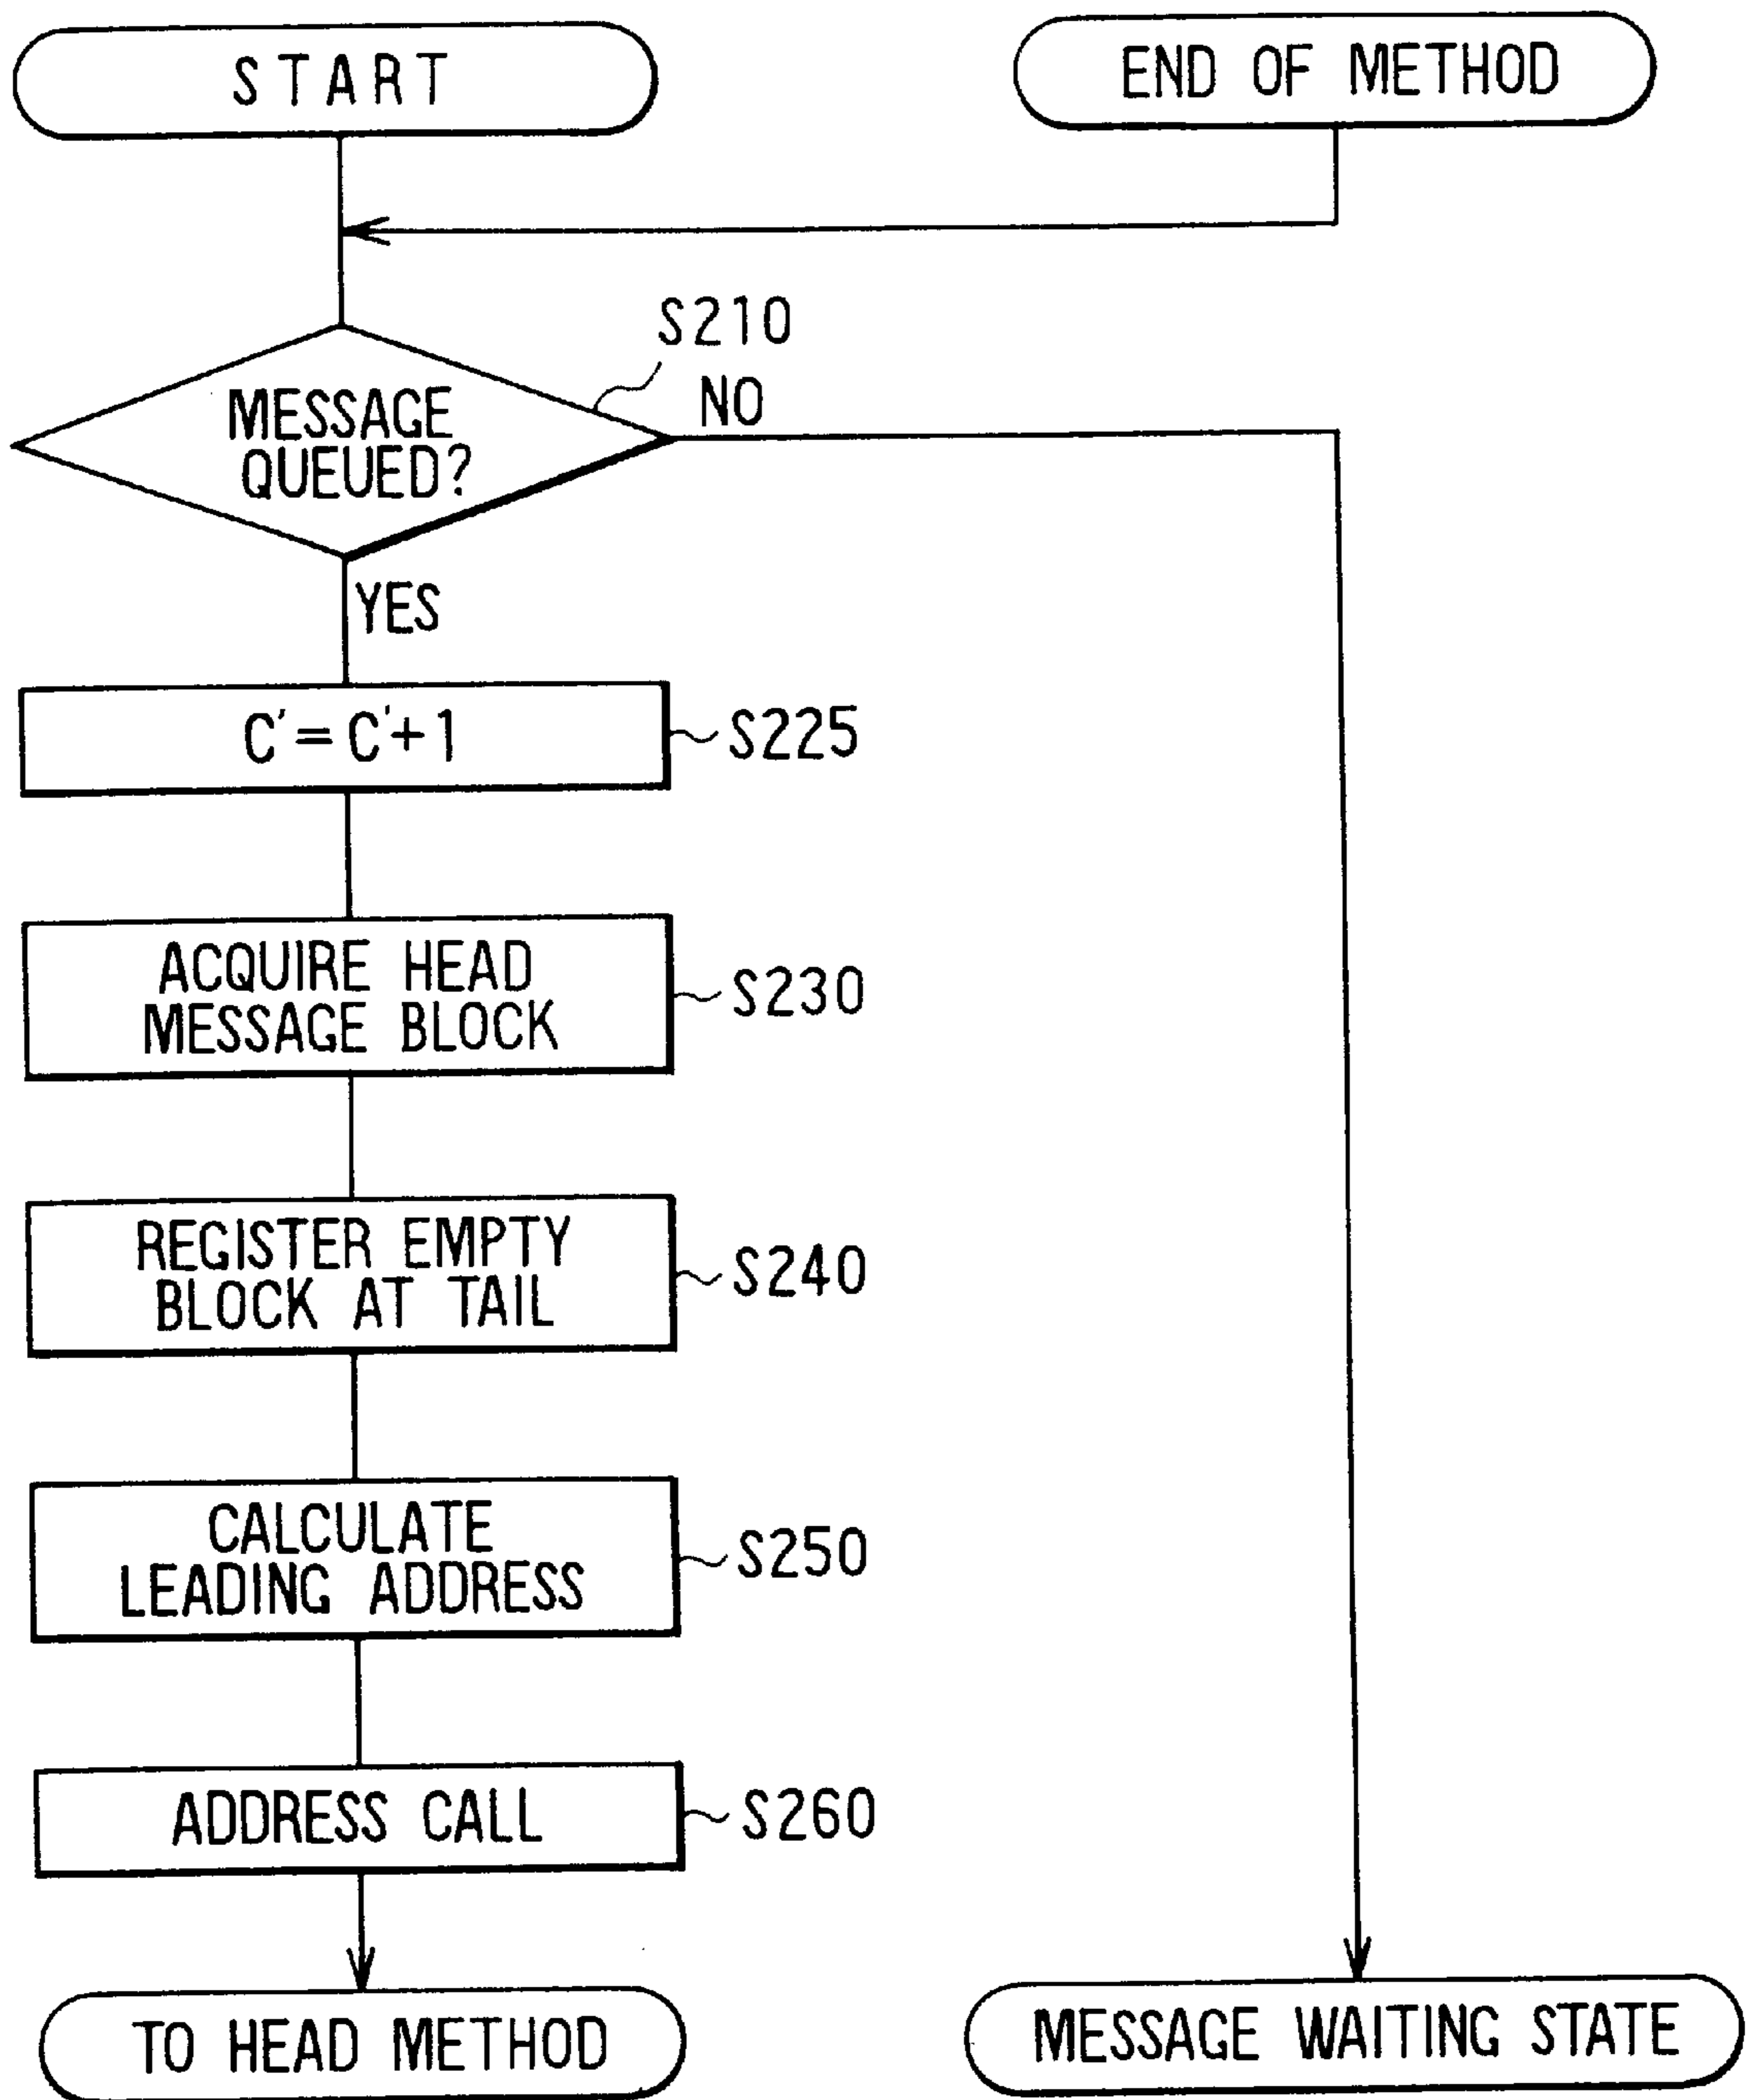 START
END OF METHOD
S210
MESSAGE
QUEUED?
NO
YES
C'=C'+1
S225
ACQUIRE HEAD
MESSAGE BLOCK
S230
REGISTER EMPTY
BLOCK AT TAIL
S240
CALCULATE
LEADING ADDRESS
S250
ADDRESS CALL
S260
TO HEAD METHOD
MESSAGE WAITING STATE